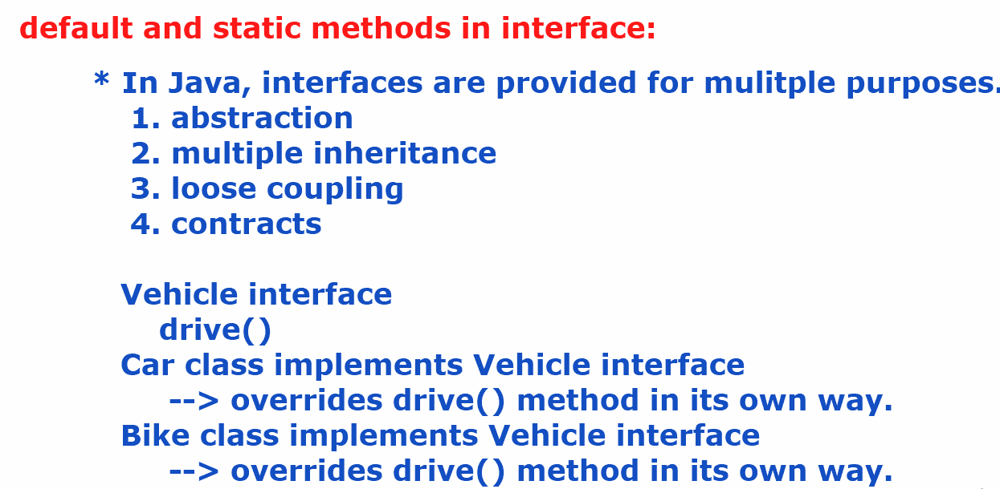 default and static methods in interface:
* In Java, interfaces are provided for mulitple purposes.
1. abstraction
2. multiple inheritance
3. loose coupling
4. contracts
Vehicle interface
drive()
Car class implements Vehicle interface
--> overrides drive() method in its own way.
Bike class implements Vehicle interface
--> overrides drive() method in its own way.